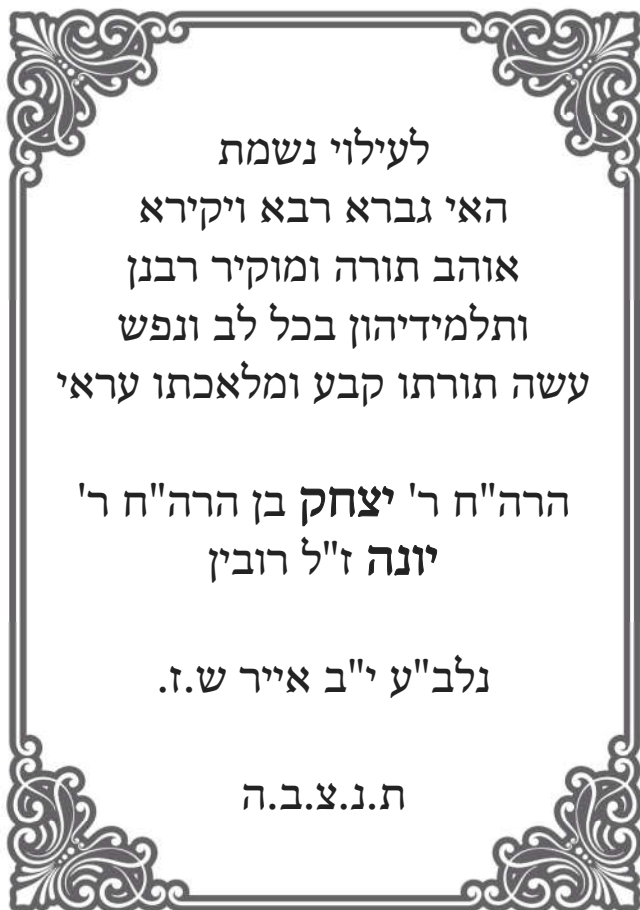 לעילוי נשמת
האי גברא רבא ויקירא
אוהב תורה ומוקיר רבנן
ותלמידיהון בכל לב ונפש
עשה תורתו קבע ומלאכתו עראי
הרה"ח ר' יצחק בן הרה"ח ר'
יונה ז"ל רובין
נלב"ע י"ב אייר ש.ז.
ת.נ.צ.ב.ה